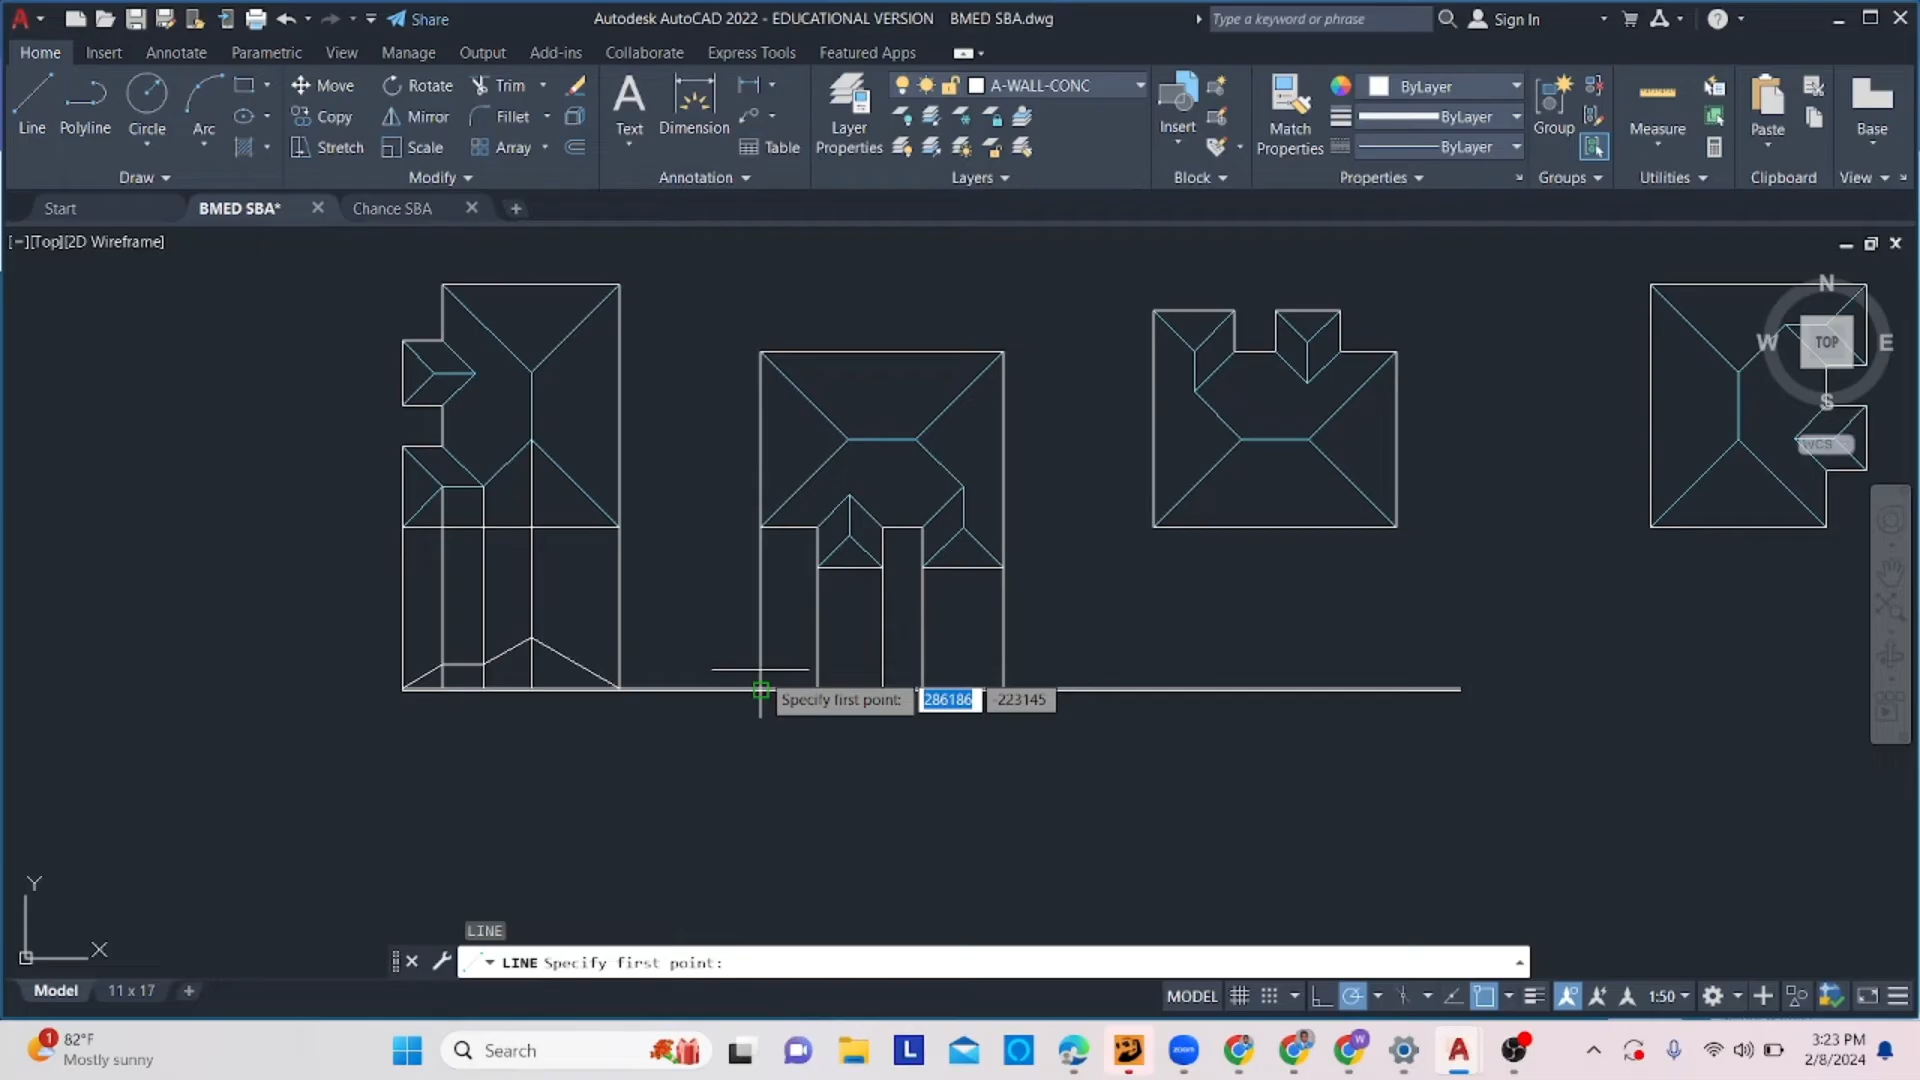 Share
Autodesk AutoCAD 2022 - EDUCATIONAL VERSION BMED SBA.dwg
Type a keyword or phrase
Sign In
Home Insert Annotate Parametric View Manage Output Add-ins Collaborate Express Tools Featured Apps
Line
Polyline
Circle
Arc
Draw
Move
Copy
Stretch
Rotate
Mirror
Scale
Trim
Fillet
Array
Modify
Text
Dimension
Table
Annotation
Layer
Properties
A-WALL-CONC
Layers
Insert
Block
Match
Properties
ByLayer
ByLayer
ByLayer
Properties
Group
Groups
Measure
Utilities
Paste
Clipboard
Base
View
Start BMED SBA* Chance SBA
[−][Top][2D Wireframe]
N
W TOP E
S
WCS
Specify first point: 286186 -223145
Y
X
LINE
LINE Specify first point:
Model 11 x 17
MODEL 1:50
1
82°F
Mostly sunny
Search
L
zoom
W
A
3:23 PM
2/8/2024